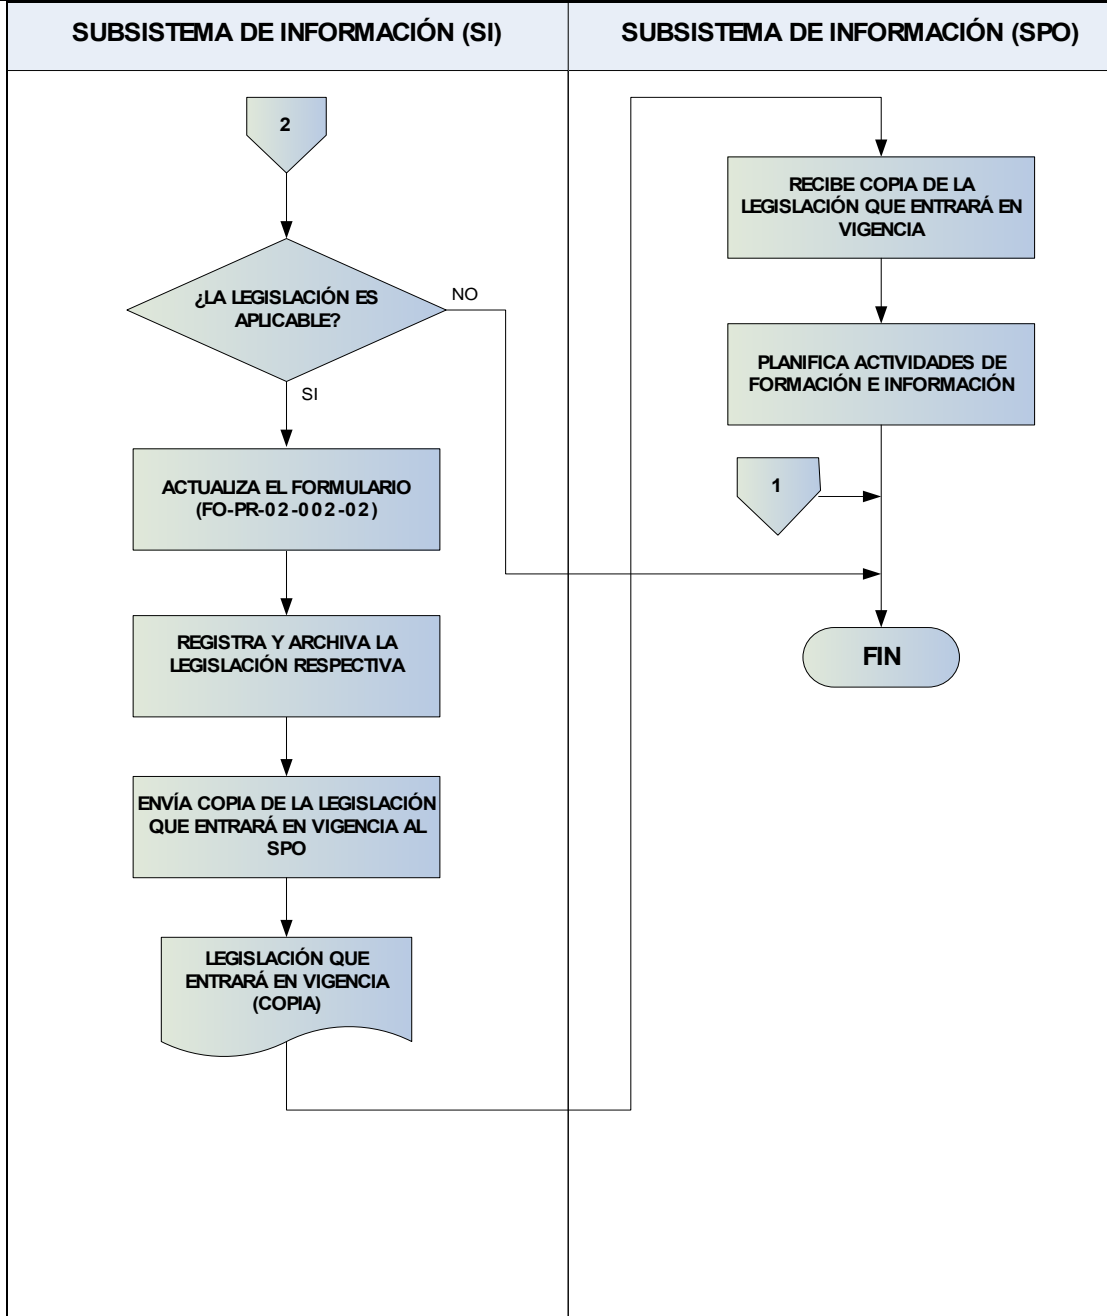 SUBSISTEMA DE INFORMACIÓN (SI)
SUBSISTEMA DE INFORMACIÓN (SPO)
2
¿LA LEGISLACIÓN ES
APLICABLE?
NO
SI
ACTUALIZA EL FORMULARIO
(FO-PR-02-002-02)
REGISTRA Y ARCHIVA LA
LEGISLACIÓN RESPECTIVA
ENVÍA COPIA DE LA LEGISLACIÓN
QUE ENTRARÁ EN VIGENCIA AL
SPO
LEGISLACIÓN QUE
ENTRARÁ EN VIGENCIA
(COPIA)
RECIBE COPIA DE LA
LEGISLACIÓN QUE ENTRARÁ EN
VIGENCIA
PLANIFICA ACTIVIDADES DE
FORMACIÓN E INFORMACIÓN
1
FIN